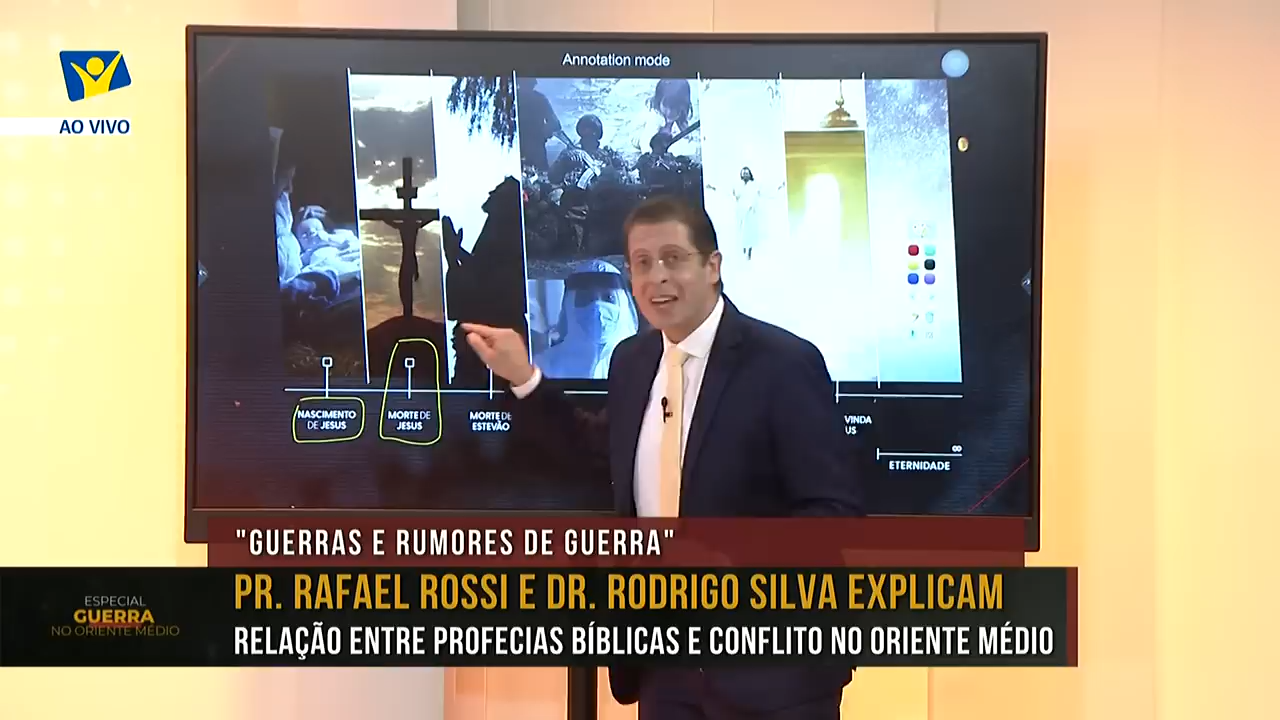 Annotation mode
AO VIVO
NASCIMENTO
DE JESUS
MORTE DE
JESUS
MORTE DE
ESTEVÃO
VINDA
US
∞
ETERNIDADE
"GUERRAS E RUMORES DE GUERRA"
ESPECIAL
GUERRA
NO ORIENTE MÉDIO
PR. RAFAEL ROSSI E DR. RODRIGO SILVA EXPLICAM
RELAÇÃO ENTRE PROFECIAS BÍBLICAS E CONFLITO NO ORIENTE MÉDIO